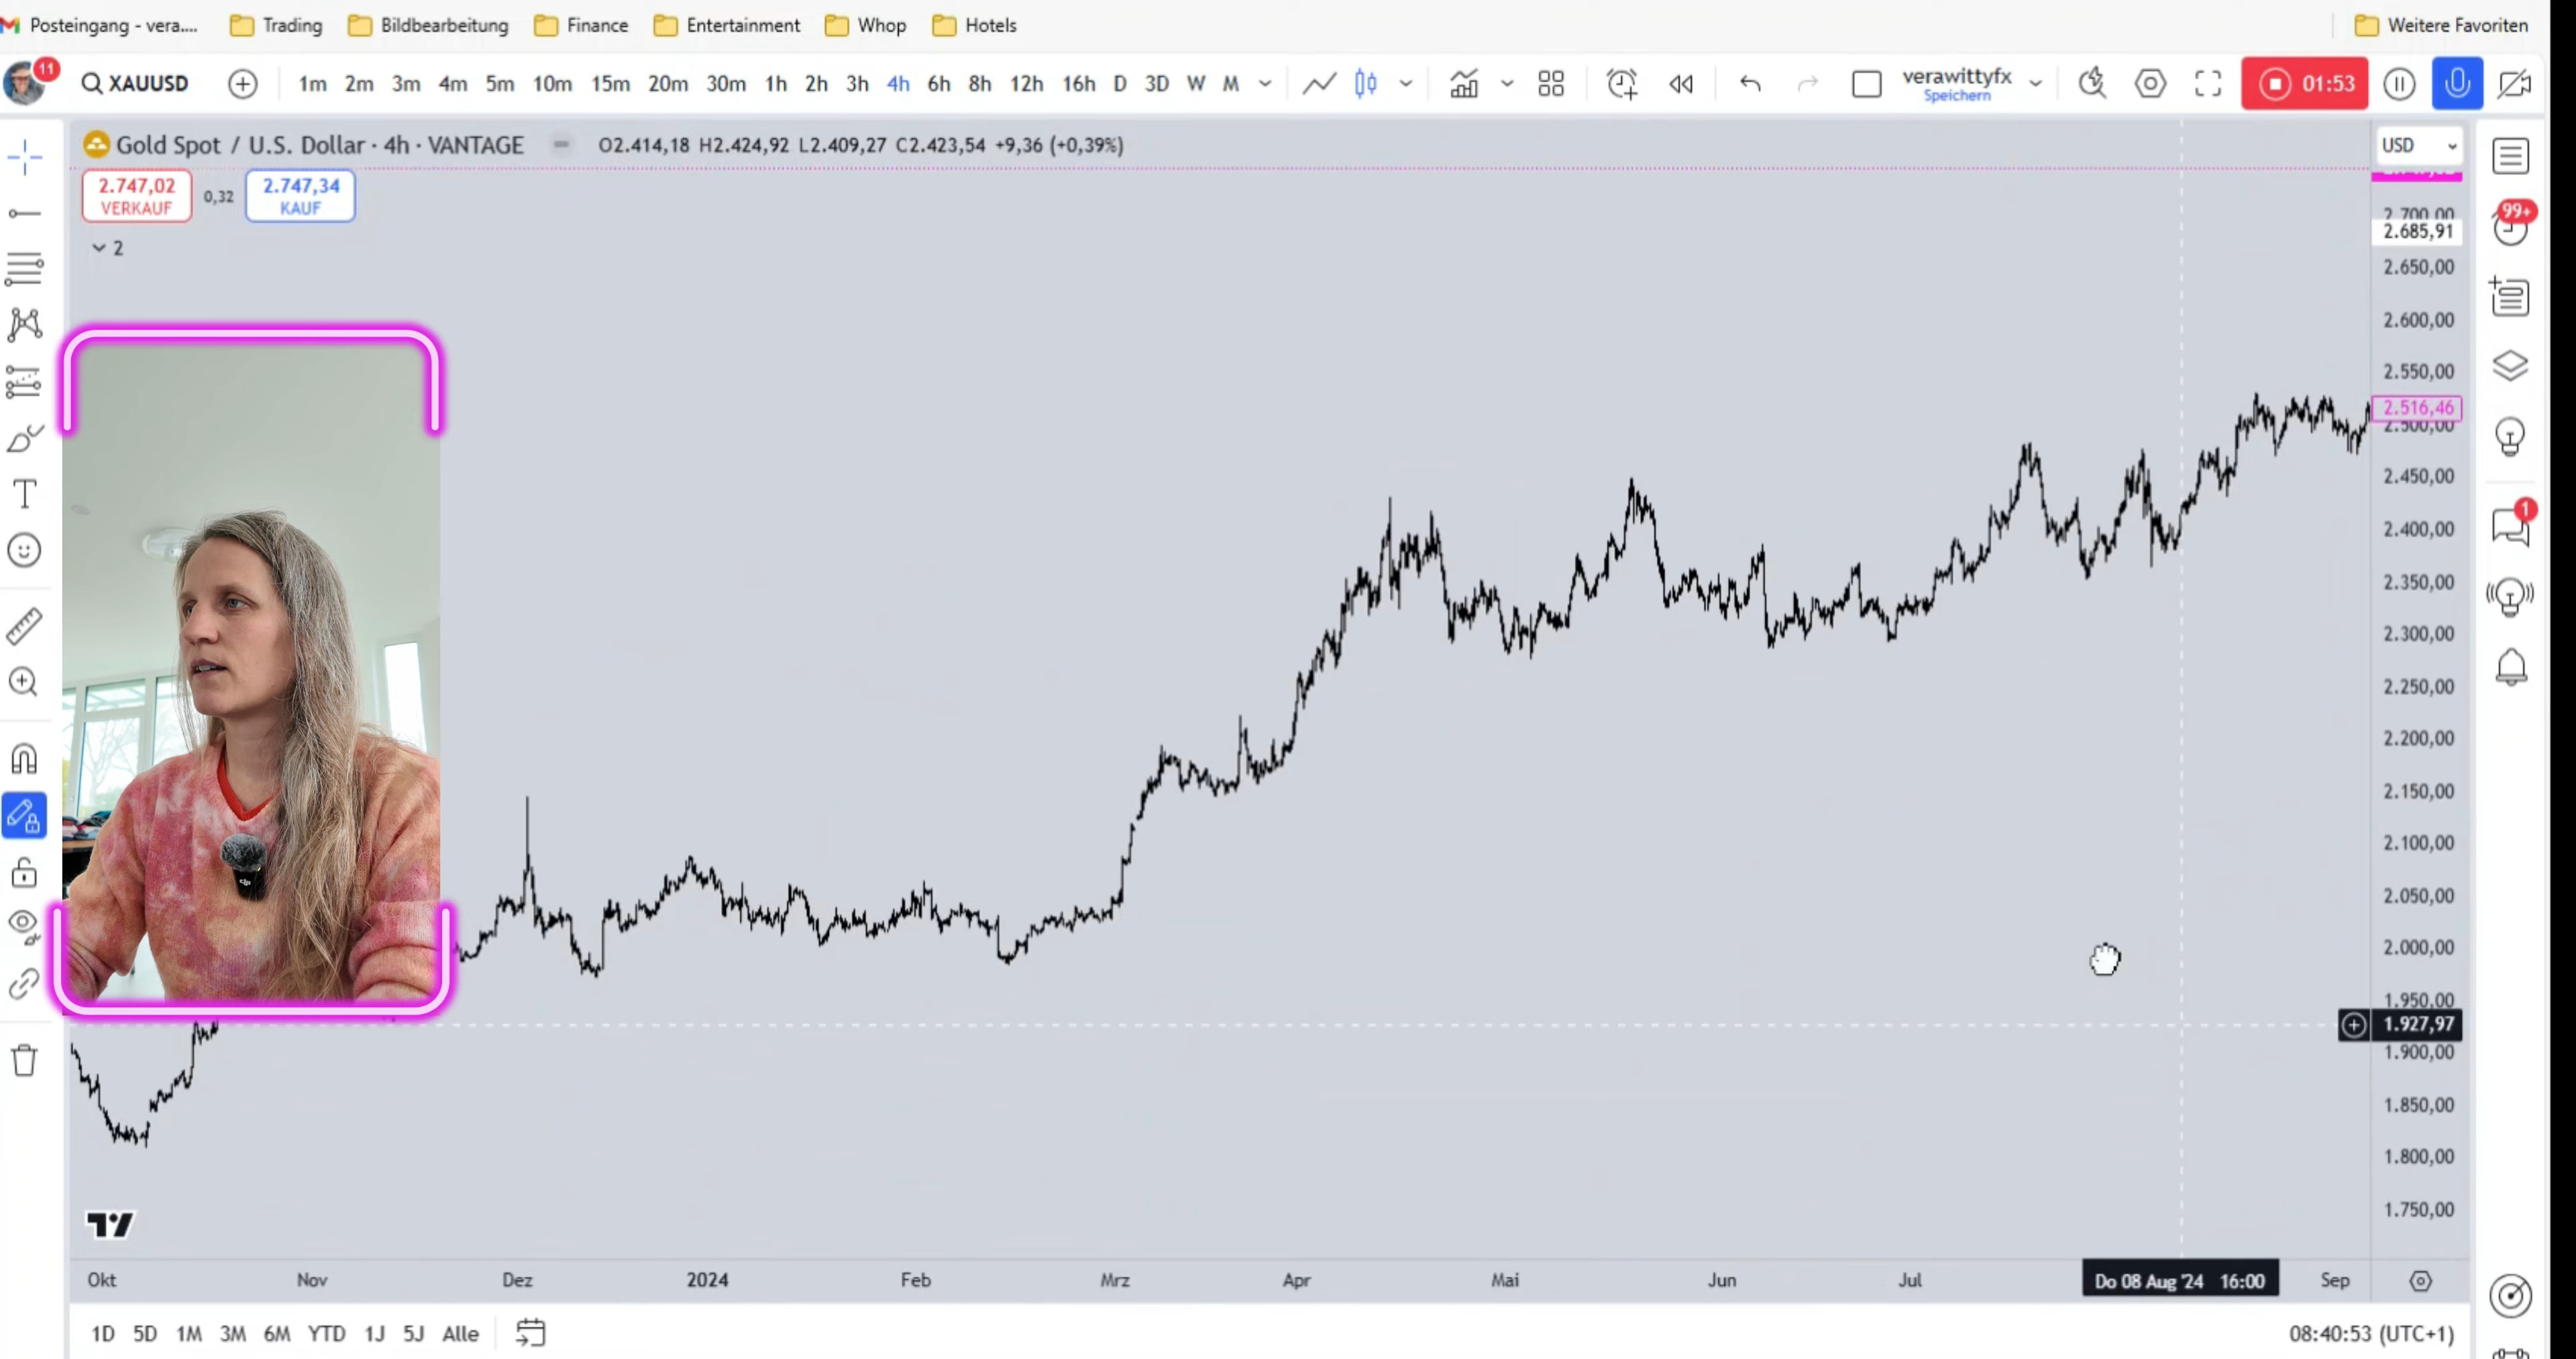 Posteingang - vera....
Trading
Bildbearbeitung
Finance
Entertainment
Whop
Hotels
Weitere Favoriten
11
XAUUSD
1m 2m 3m 4m 5m 10m 15m 20m 30m 1h 2h 3h 4h 6h 8h 12h 16h D 3D W M
verawittyfx
Speichern
01:53
Gold Spot / U.S. Dollar · 4h · VANTAGE
O2.414,18 H2.424,92 L2.409,27 C2.423,54 +9,36 (+0,39%)
USD
2.747,02
VERKAUF
0,32
2.747,34
KAUF
2
2.700,00
2.685,91
2.650,00
2.600,00
2.550,00
2.516,46
2.500,00
2.450,00
2.400,00
2.350,00
2.300,00
2.250,00
2.200,00
2.150,00
2.100,00
2.050,00
2.000,00
1.950,00
1.927,97
1.900,00
1.850,00
1.800,00
1.750,00
99+
1
Okt Nov Dez 2024 Feb Mrz Apr Mai Jun Jul Do 08 Aug '24 16:00 Sep
1D 5D 1M 3M 6M YTD 1J 5J Alle
08:40:53 (UTC+1)